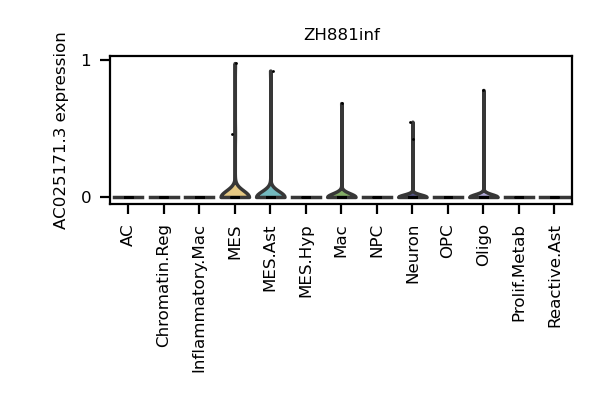 ZH881inf
AC025171.3 expression
1
0
AC
Chromatin.Reg
Inflammatory.Mac
MES
MES.Ast
MES.Hyp
Mac
NPC
Neuron
OPC
Oligo
Prolif.Metab
Reactive.Ast